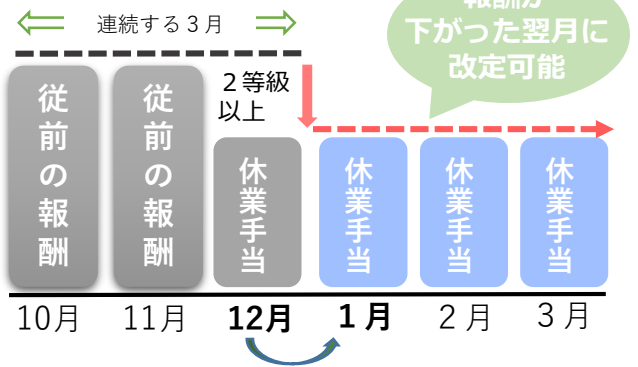 連続する３月
報酬が
下がった翌月に
改定可能
２等級
以上
従前の報酬
従前の報酬
休業手当
休業手当
休業手当
休業手当
10月
11月
12月
１月
２月
３月